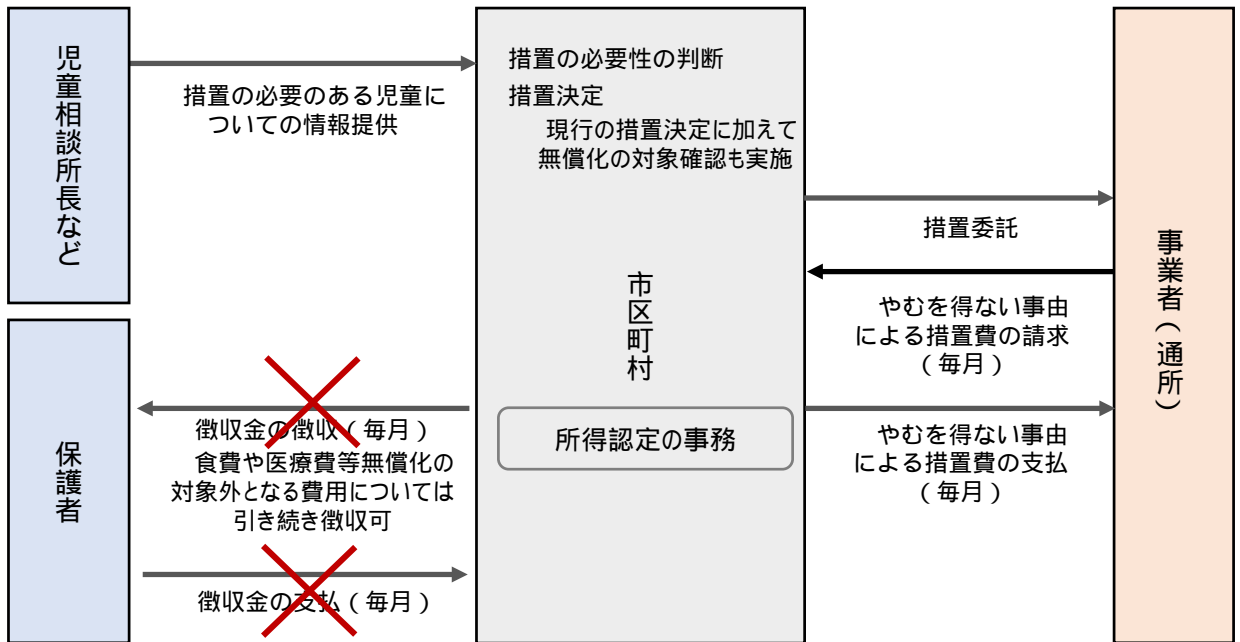 児童相談所長など
措置の必要のある児童に
ついての情報提供
措置の必要性の判断
措置決定
現行の措置決定に加えて
無償化の対象確認も実施
市区町村
所得認定の事務
措置委託
やむを得ない事由
による措置費の請求
（毎月）
やむを得ない事由
による措置費の支払
（毎月）
事業者（通所）
保護者
徴収金の徴収（毎月）
食費や医療費等無償化の
対象外となる費用については
引き続き徴収可
徴収金の支払（毎月）